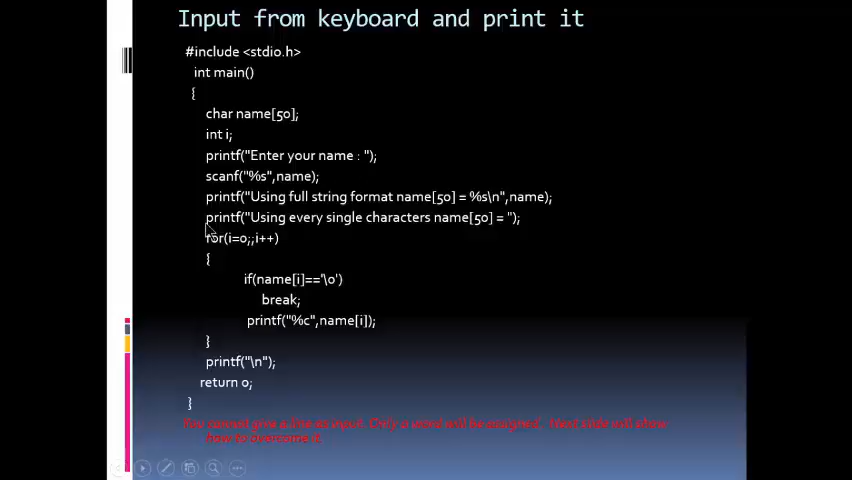 Input from keyboard and print it
#include <stdio.h>
int main()
{
char name[50];
int i;
printf("Enter your name : ");
scanf("%s",name);
printf("Using full string format name[50] = %s\n",name);
printf("Using every single characters name[50] = ");
for(i=0;;i++)
{
if(name[i]=='\0')
break;
printf("%c",name[i]);
}
printf("\n");
return 0;
}
You cannot give a line as input. Only a word will be assigned. Next slide will show
how to overcome it.